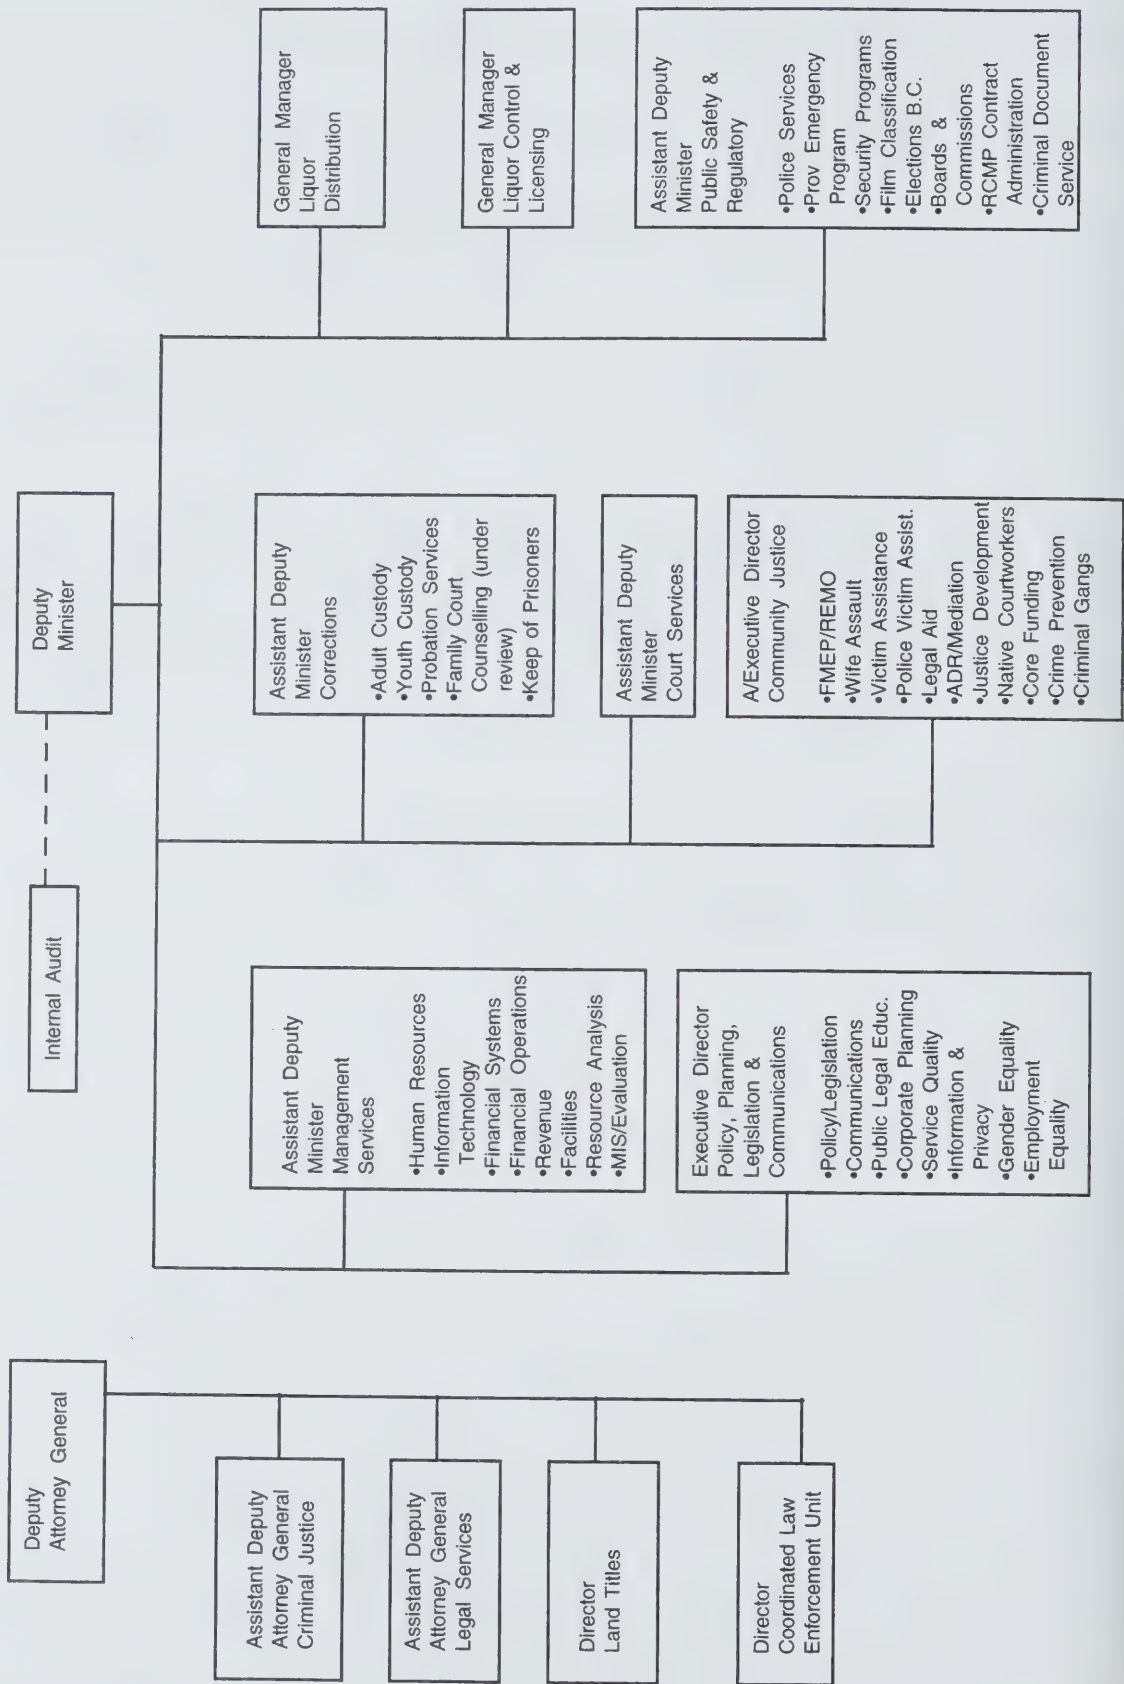 Deputy
Attorney General
Assistant Deputy
Attorney General
Criminal Justice
Assistant Deputy
Attorney General
Legal Services
Director
Land Titles
Director
Coordinated Law
Enforcement Unit
Internal Audit
Deputy
Minister
Assistant Deputy
Minister
Management
Services
•Human Resources
•Information
Technology
•Financial Systems
•Financial Operations
•Revenue
•Facilities
•Resource Analysis
•MIS/Evaluation
Executive Director
Policy, Planning,
Legislation &
Communications
•Policy/Legislation
•Communications
•Public Legal Educ.
•Corporate Planning
•Service Quality
•Information &
Privacy
•Gender Equality
•Employment
Equality
Assistant Deputy
Minister
Corrections
•Adult Custody
•Youth Custody
•Probation Services
•Family Court
Counselling (under
review)
•Keep of Prisoners
Assistant Deputy
Minister
Court Services
A/Executive Director
Community Justice
•FMEP/REMO
•Wife Assault
•Victim Assistance
•Police Victim Assist.
•Legal Aid
•ADR/Mediation
•Justice Development
•Native Courtworkers
•Core Funding
•Crime Prevention
•Criminal Gangs
General Manager
Liquor
Distribution
General Manager
Liquor Control &
Licensing
Assistant Deputy
Minister
Public Safety &
Regulatory
•Police Services
•Prov Emergency
Program
•Security Programs
•Film Classification
•Elections B.C.
•Boards &
Commissions
•RCMP Contract
Administration
•Criminal Document
Service